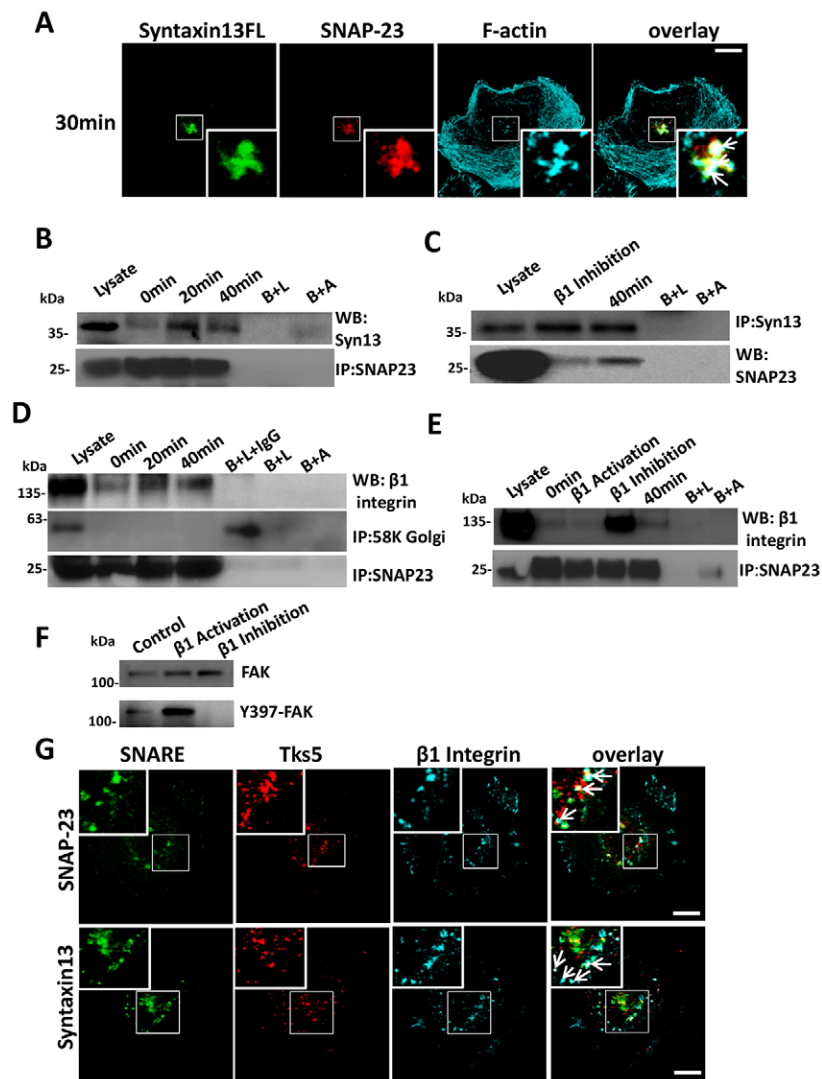 A
Syntaxin13FL SNAP-23 F-actin overlay
30min
B
kDa Lysate 0min 20min 40min B+L B+A
35- WB:
Syn13
25- IP:SNAP23
C
kDa Lysate β1 Inhibition 40min B+L B+A
35- IP:Syn13
25- WB:
SNAP23
D
kDa Lysate 0min 20min 40min B+L+IgG B+L B+A
135- WB: β1
integrin
63-
IP:58K Golgi
25- IP:SNAP23
E
kDa Lysate 0min β1 Activation β1 Inhibition 40min B+L B+A
135- WB: β1
integrin
25- IP:SNAP23
F
kDa Control β1 Activation β1 Inhibition
100- FAK
100- Y397-FAK
G
SNARE Tks5 β1 Integrin overlay
SNAP-23
Syntaxin13